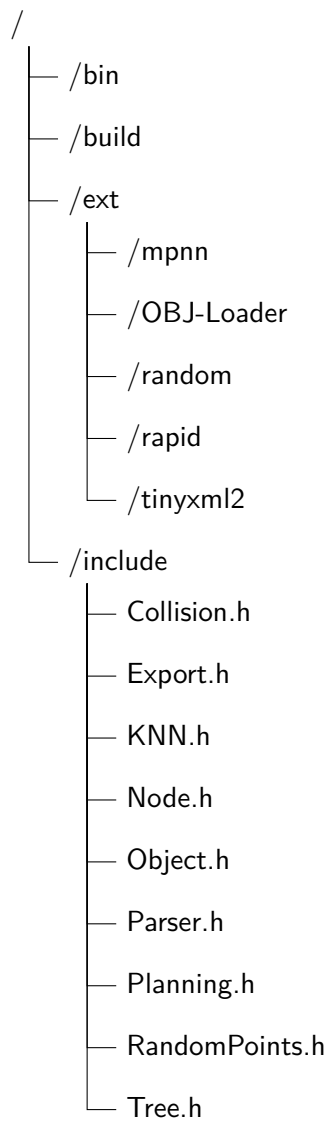 /
/bin
/build
/ext
/mpnn
/OBJ-Loader
/random
/rapid
/tinyxml2
/include
Collision.h
Export.h
KNN.h
Node.h
Object.h
Parser.h
Planning.h
RandomPoints.h
Tree.h